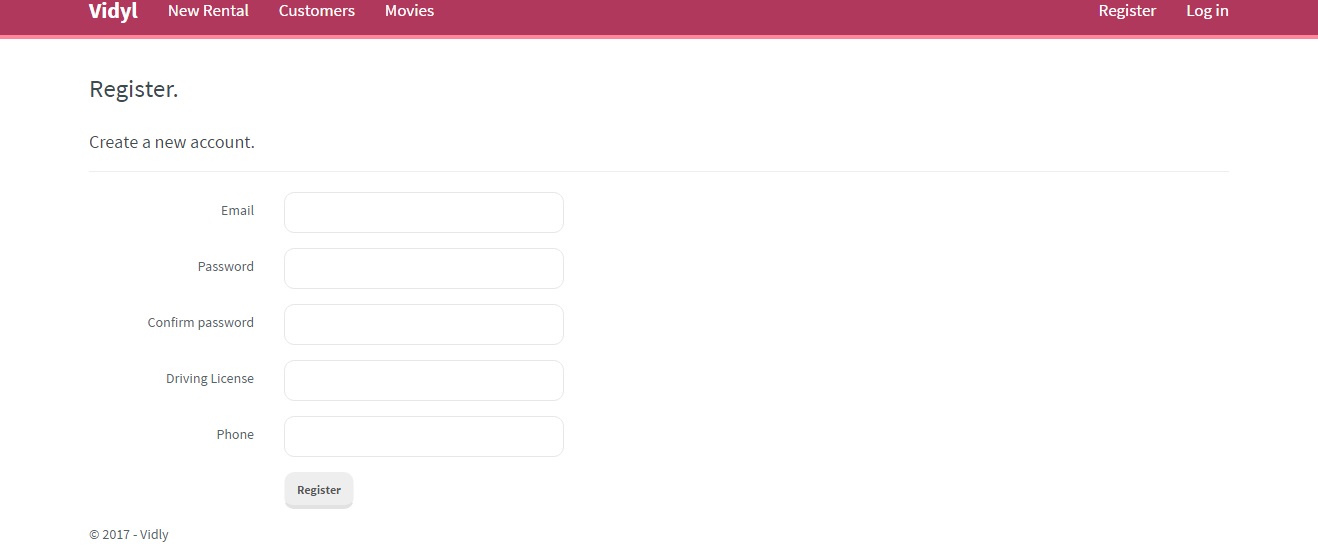 Vidyl New Rental Customers Movies Register Log in
Register.
Create a new account.
Email
Password
Confirm password
Driving License
Phone
Register
© 2017 - Vidly